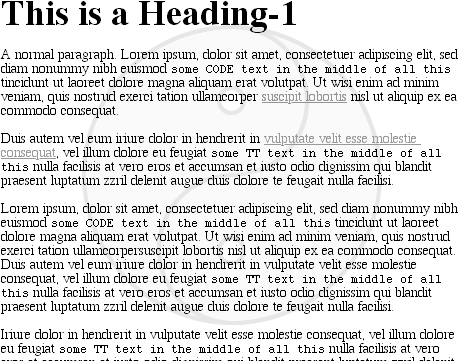 This is a Heading-1
A normal paragraph. Lorem ipsum, dolor sit amet, consectetuer adipiscing elit, sed
diam nonummy nibh euismod some CODE text in the middle of all this
tincidunt ut laoreet dolore magna aliquam erat volutpat. Ut wisi enim ad minim
veniam, quis nostrud exerci tation ullamcorper suscipit lobortis nisl ut aliquip ex ea
commodo consequat.
Duis autem vel eum iriure dolor in hendrerit in vulputate velit esse molestie
consequat, vel illum dolore eu feugiat some TT text in the middle of all
this nulla facilisis at vero eros et accumsan et iusto odio dignissim qui blandit
praesent luptatum zzril delenit augue duis dolore te feugait nulla facilisi.
Lorem ipsum, dolor sit amet, consectetuer adipiscing elit, sed diam nonummy nibh
euismod some CODE text in the middle of all this tincidunt ut laoreet
dolore magna aliquam erat volutpat. Ut wisi enim ad minim veniam, quis nostrud
exerci tation ullamcorpersuscipit lobortis nisl ut aliquip ex ea commodo consequat.
Duis autem vel eum iriure dolor in hendrerit in vulputate velit esse molestie
consequat, vel illum dolore eu feugiat some TT text in the middle of all
this nulla facilisis at vero eros et accumsan et iusto odio dignissim qui blandit
praesent luptatum zzril delenit augue duis dolore te feugait nulla facilisi.
Iriure dolor in hendrerit in vulputate velit esse molestie consequat, vel illum dolore
eu feugiat some TT text in the middle of all this nulla facilisis at vero